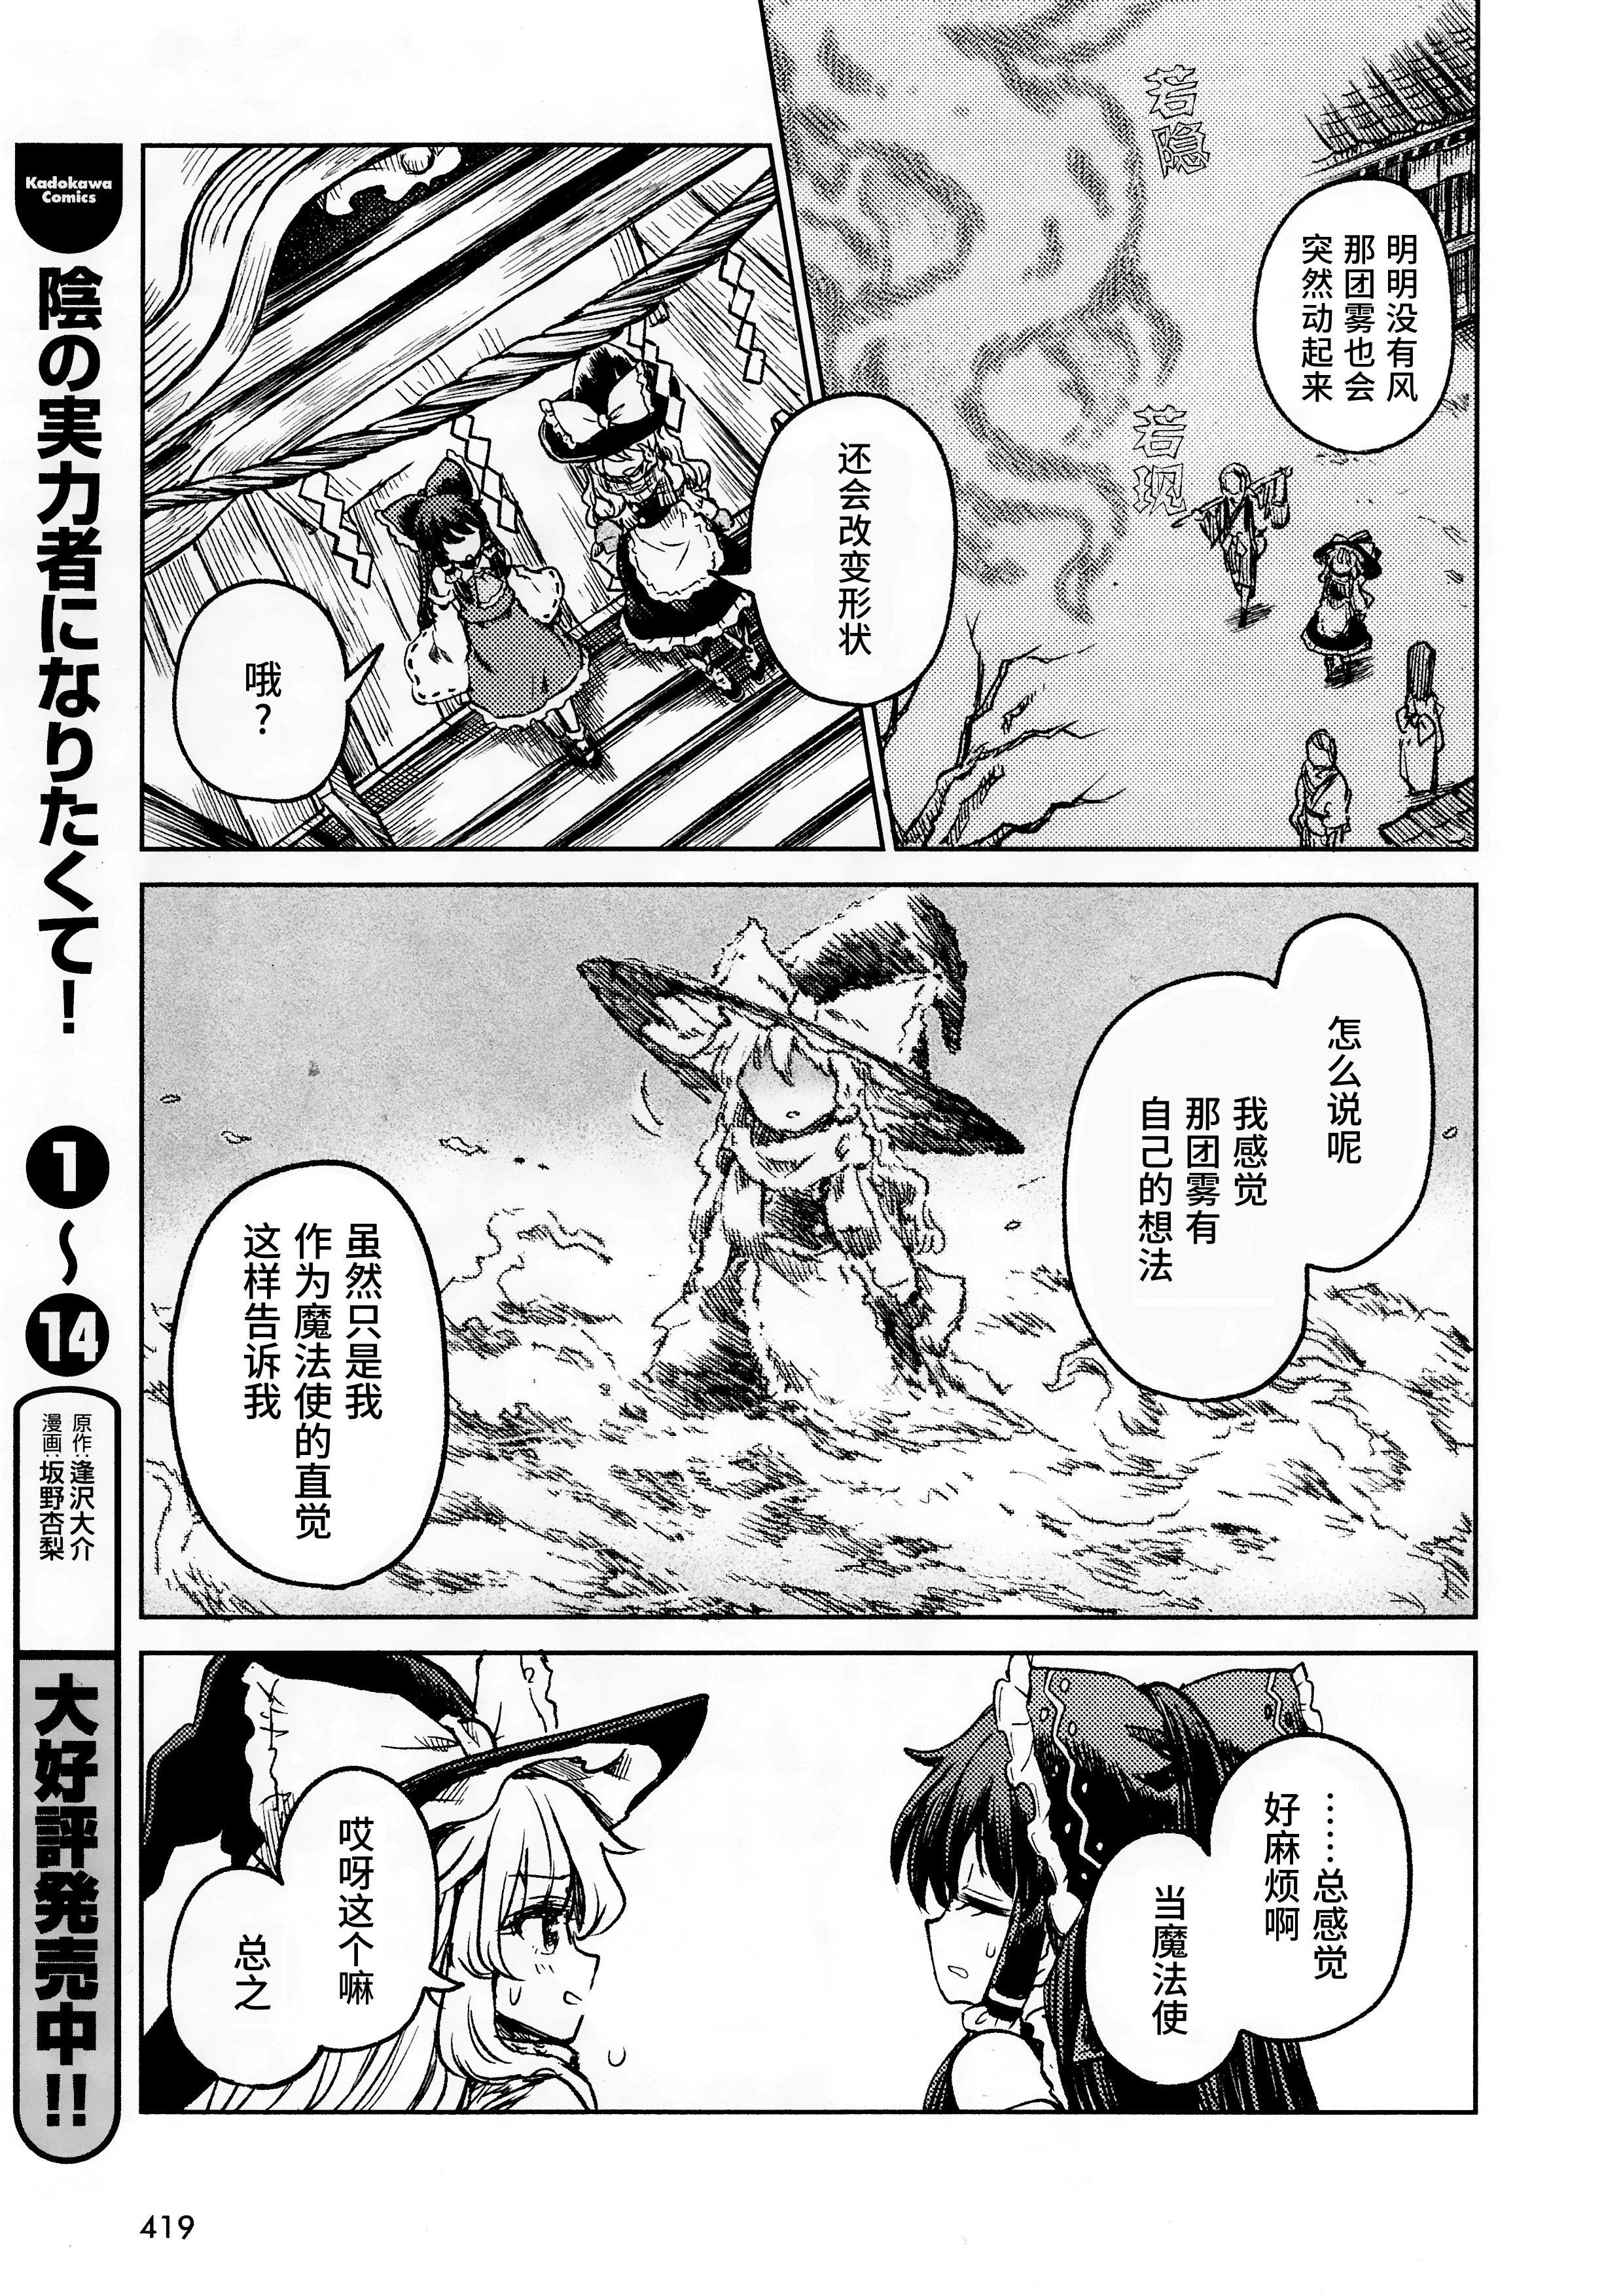 若隐
若现
明明没有风
那团雾也会
突然动起来
还会改变形状
哦?
怎么说呢
我感觉
那团雾有
自己的想法
虽然只是我
作为魔法使的直觉
这样告诉我
……总感觉
好麻烦啊
当魔法使
哎呀这个嘛
总之
Kadokawa
Comics
陰の実力者になりたくて!
1~14
原作:逢沢大介
漫画:坂野杏梨
大好評発売中!!
419